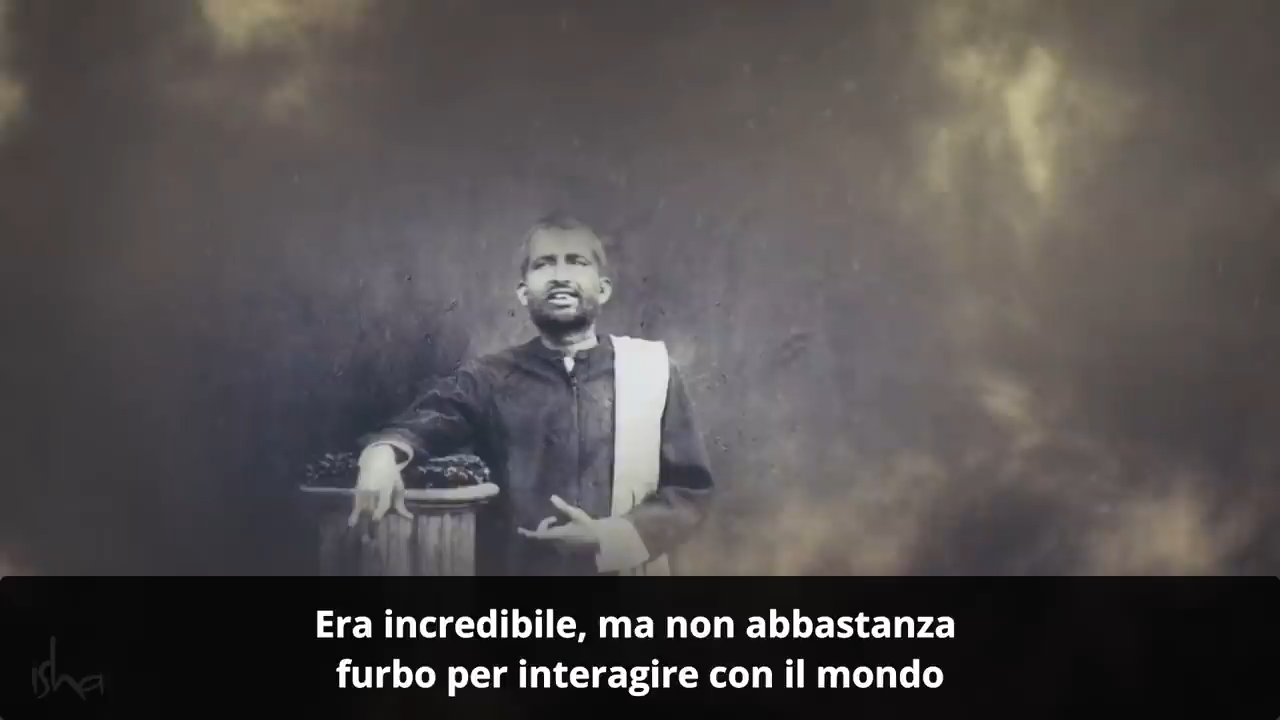 Era incredibile, ma non abbastanza
furbo per interagire con il mondo
isha